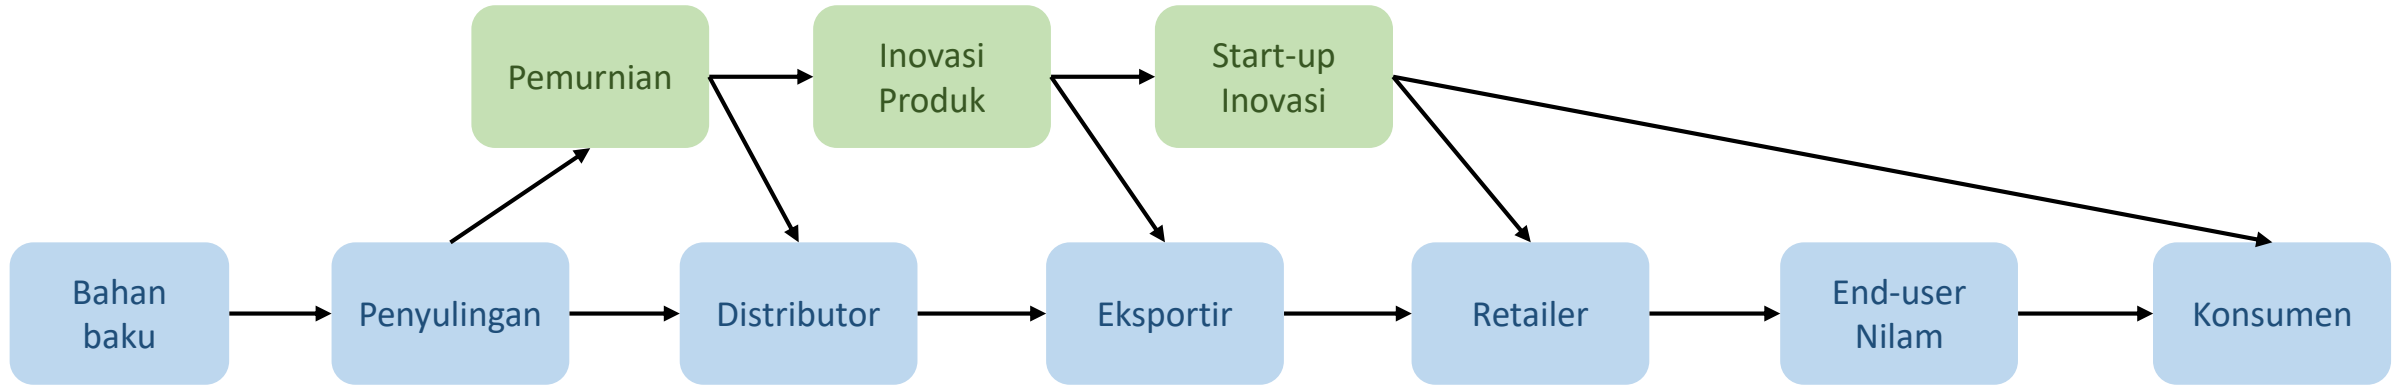 Pemurnian
Inovasi
Produk
Start-up
Inovasi
Bahan
baku
Penyulingan
Distributor
Eksportir
Retailer
End-user
Nilam
Konsumen